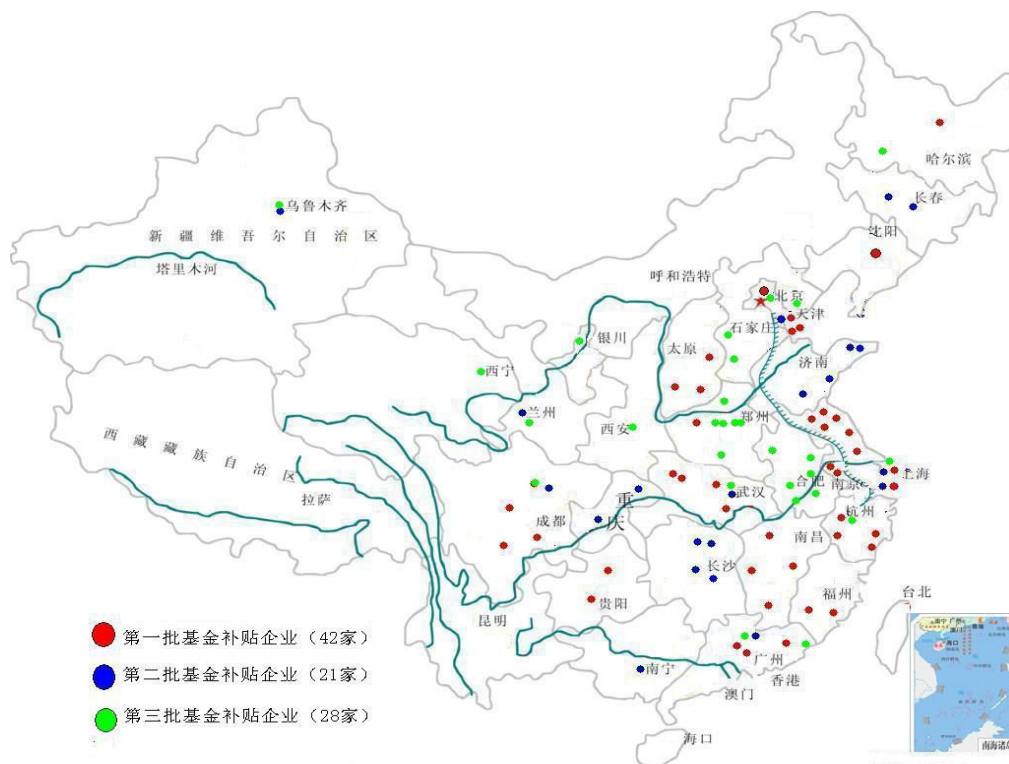 哈尔滨
长春
乌鲁木齐
沈阳
新疆维吾尔自治区
塔里木河
呼和浩特
北京
天津
石家庄
银川
太原
济南
西宁
兰州
郑州
西安
西藏藏族自治区
上海
合肥
南京
武汉
拉萨
重庆
成都
杭州
南昌
长沙
福州
台北
贵阳
昆明
第一批基金补贴企业（42家）
广州
南宁
第二批基金补贴企业（21家）
香港
澳门
第三批基金补贴企业（28家）
海口
南海诸岛